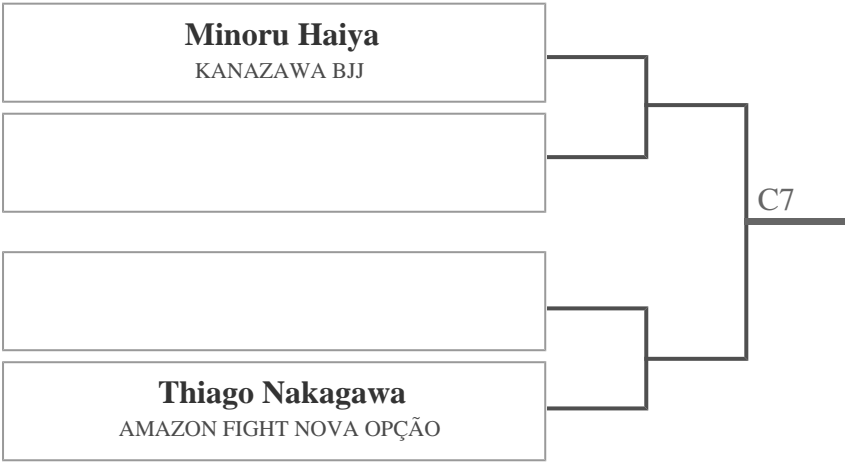 Minoru Haiya
KANAZAWA BJJ
C7
Thiago Nakagawa
AMAZON FIGHT NOVA OPÇÃO